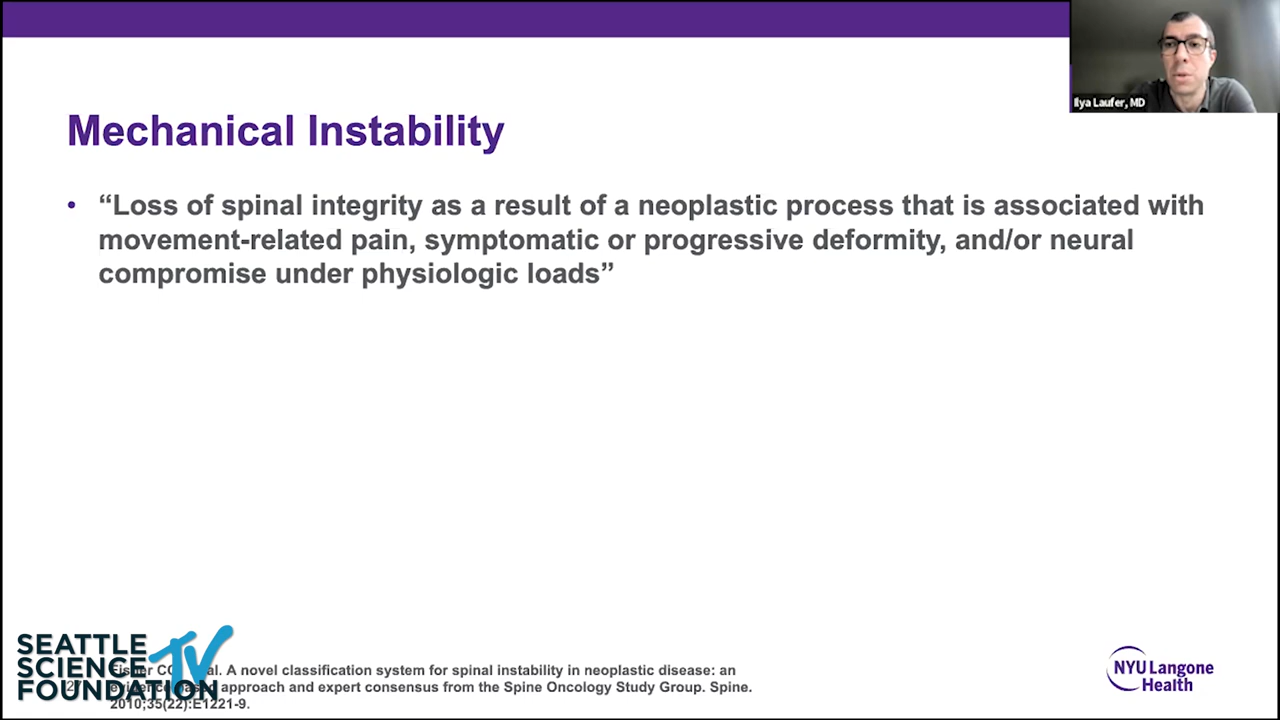 Ilya Laufer, MD
Mechanical Instability
• “Loss of spinal integrity as a result of a neoplastic process that is associated with
movement-related pain, symptomatic or progressive deformity, and/or neural
compromise under physiologic loads”
SEATTLE
SCIENCE
FOUNDATION
TV
al. A novel classification system for spinal instability in neoplastic disease: an
approach and expert consensus from the Spine Oncology Study Group. Spine.
2010;35(22):E1221-9.
NYU Langone
Health